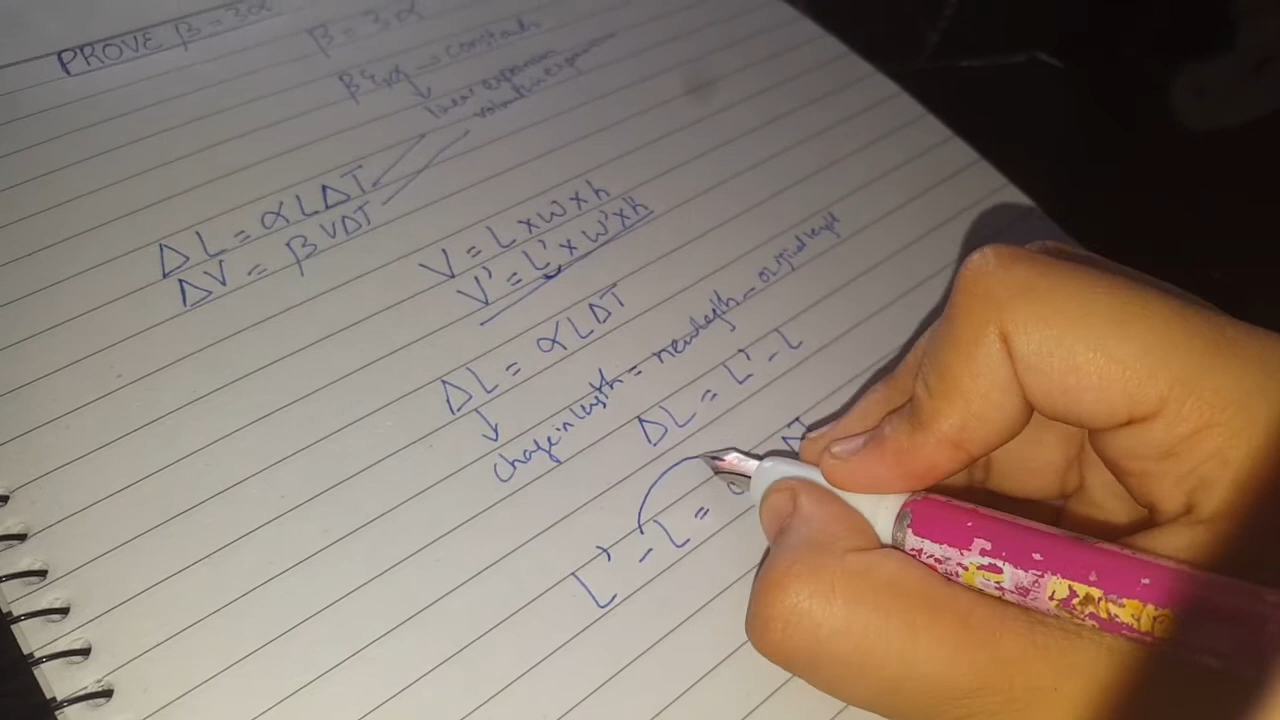 PROVE β = 3α
β = 3α
β & α → constants
linear expansion
volumetric expansion
ΔL = αLΔT
ΔV = βVΔT
V = L×W×h
V' = L'×W'×h'
ΔL = αLΔT
change in length = new length - original length
ΔL = L' - L
L' - L = ΔT